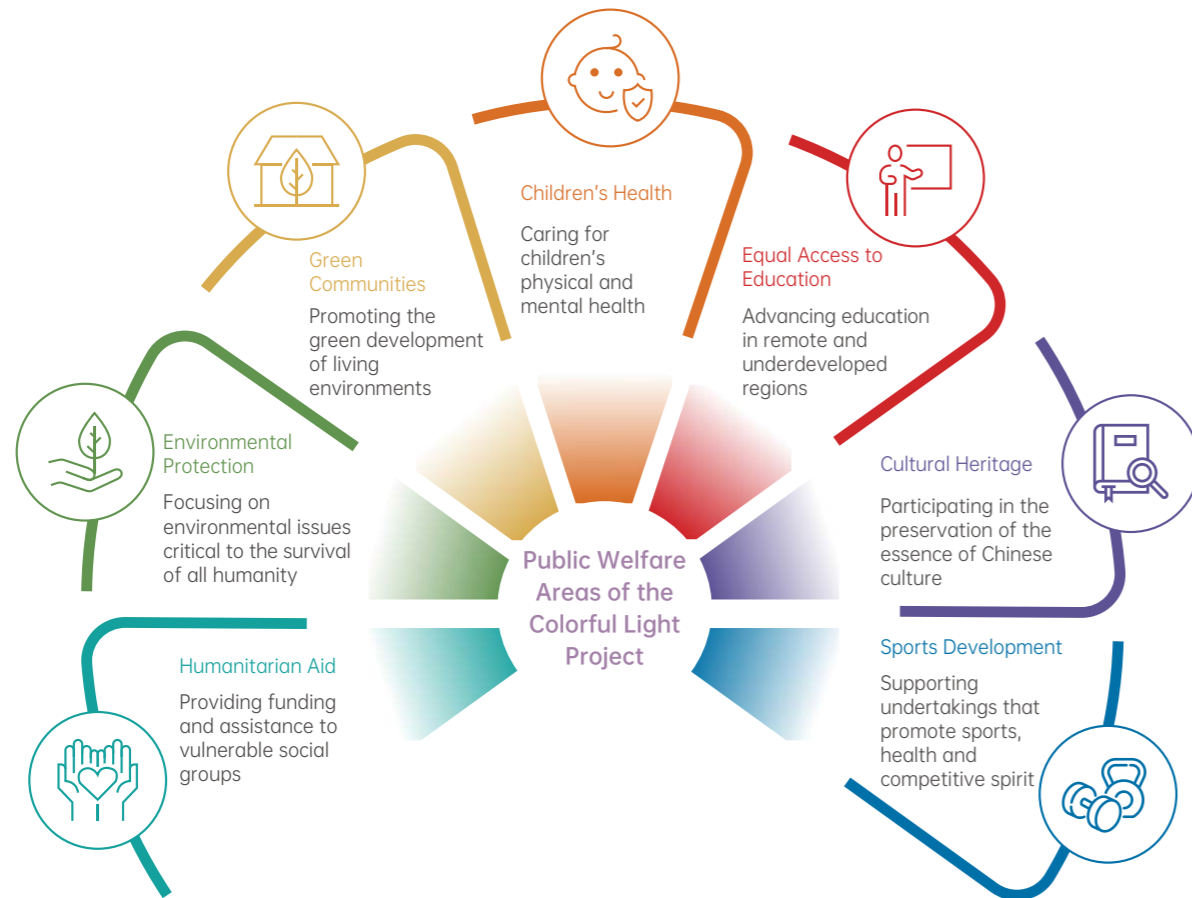 Children's Health
Caring for
children's
physical and
mental health
Green
Communities
Promoting the
green development
of living
environments
Equal Access to
Education
Advancing education
in remote and
underdeveloped
regions
Environmental
Protection
Focusing on
environmental issues
critical to the survival
of all humanity
Cultural Heritage
Participating in the
preservation of the
essence of Chinese
culture
Public Welfare
Areas of the
Colorful Light
Project
Humanitarian Aid
Providing funding
and assistance to
vulnerable social
groups
Sports Development
Supporting
undertakings that
promote sports,
health and
competitive spirit